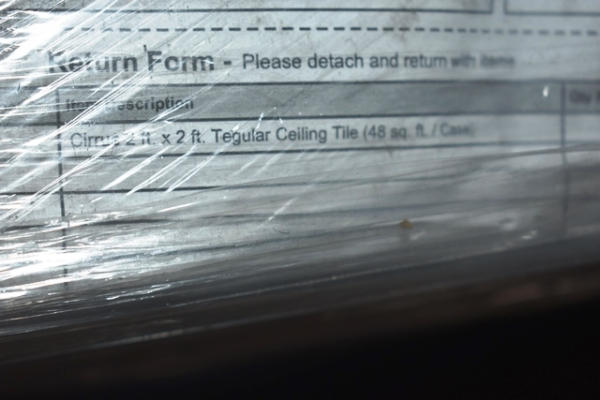 Return Form - Please detach and return with items
Item Description
Cirrus 2 ft. x 2 ft. Tegular Ceiling Tile (48 sq. ft. / Case)